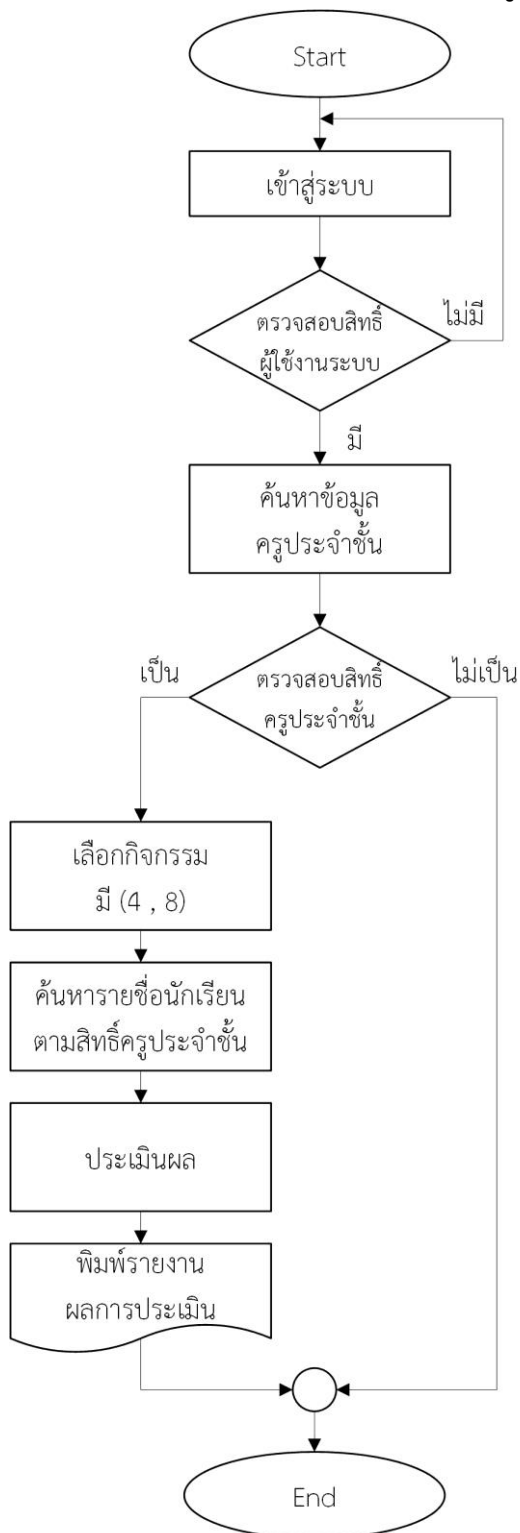 Start
เข้าสู่ระบบ
ตรวจสอบสิทธิ์
ผู้ใช้งานระบบ
ไม่มี
มี
ค้นหาข้อมูล
ครูประจำชั้น
เป็น
ตรวจสอบสิทธิ์
ครูประจำชั้น
ไม่เป็น
เลือกกิจกรรม
มี (4 , 8)
ค้นหารายชื่อนักเรียน
ตามสิทธิ์ครูประจำชั้น
ประเมินผล
พิมพ์รายงาน
ผลการประเมิน
End